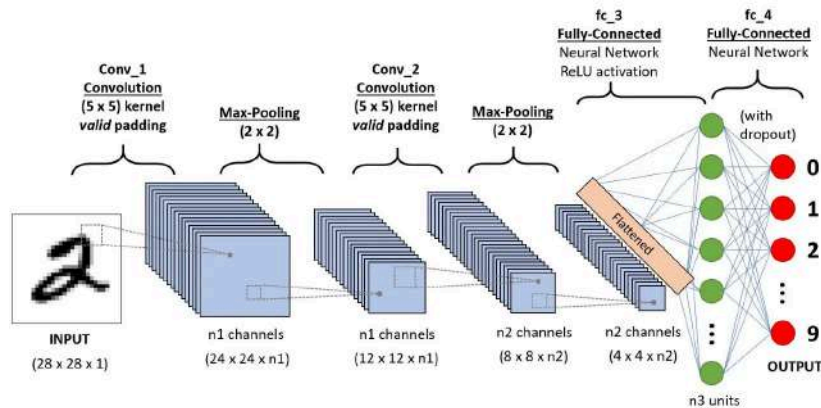 fc_3
Fully-Connected
Neural Network
ReLU activation
fc_4
Fully-Connected
Neural Network
Conv_1
Convolution
(5 x 5) kernel
valid padding
Max-Pooling
(2 x 2)
Conv_2
Convolution
(5 x 5) kernel
valid padding
Max-Pooling
(2 x 2)
(with
dropout)
0
1
2
9
Flattened
2
INPUT
(28 x 28 x 1)
n1 channels
(24 x 24 x n1)
n1 channels
(12 x 12 x n1)
n2 channels
(8 x 8 x n2)
n2 channels
(4 x 4 x n2)
OUTPUT
n3 units